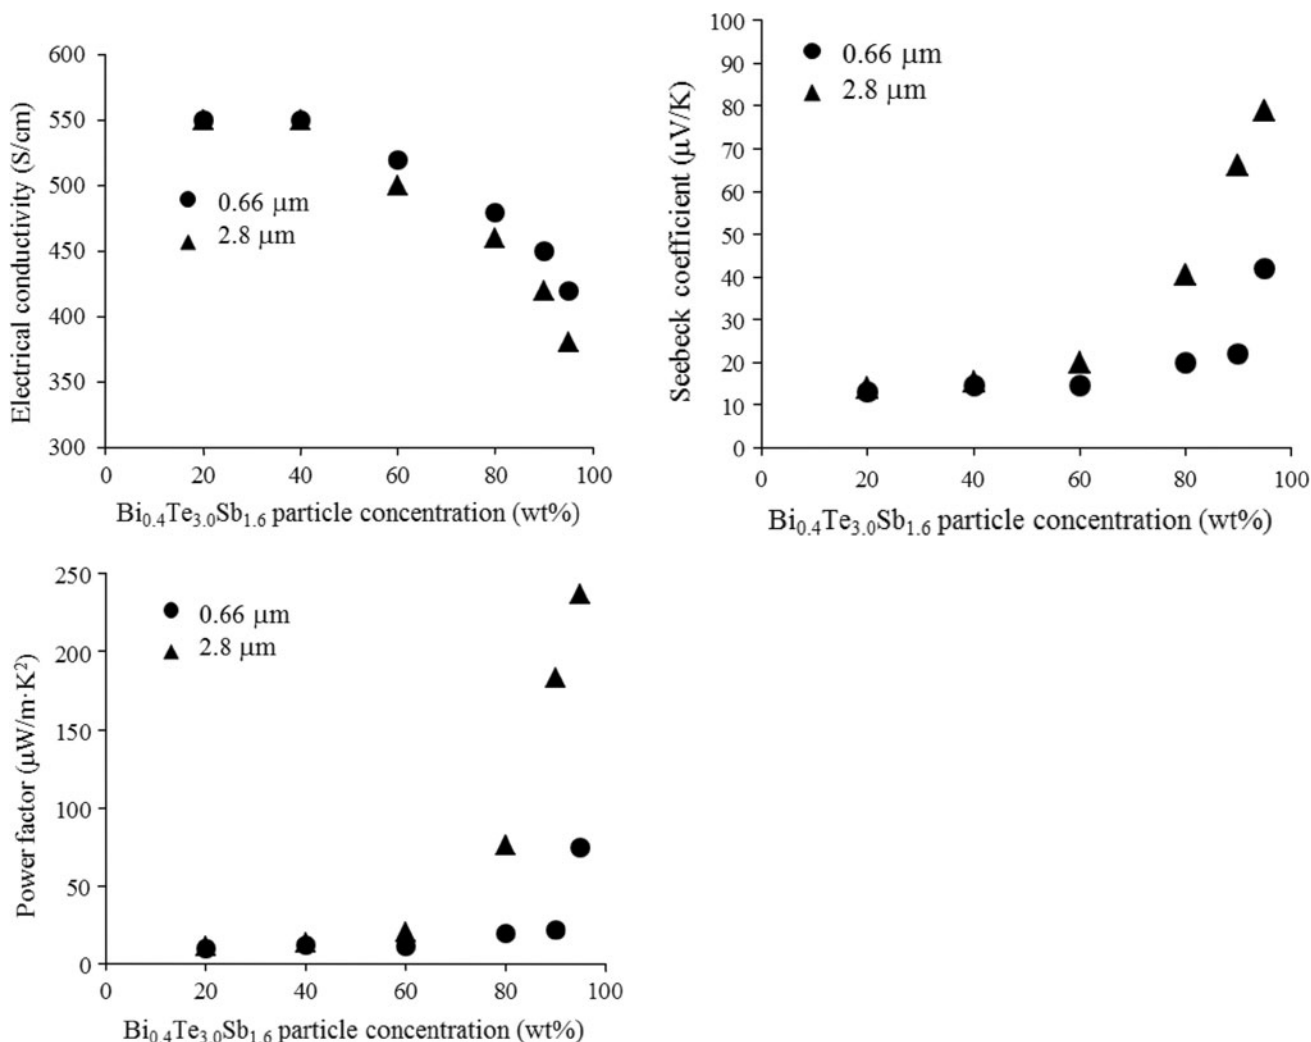 Electrical conductivity (S/cm)
600
550
500
450
400
350
300
0 20 40 60 80 100
0.66 μm
2.8 μm
Bi0.4Te3.0Sb1.6 particle concentration (wt%)
Seebeck coefficient (μV/K)
100
90
80
70
60
50
40
30
20
10
0
0 20 40 60 80 100
0.66 μm
2.8 μm
Bi0.4Te3.0Sb1.6 particle concentration (wt%)
Power factor (μW/m·K²)
250
200
150
100
50
0
0 20 40 60 80 100
0.66 μm
2.8 μm
Bi0.4Te3.0Sb1.6 particle concentration (wt%)